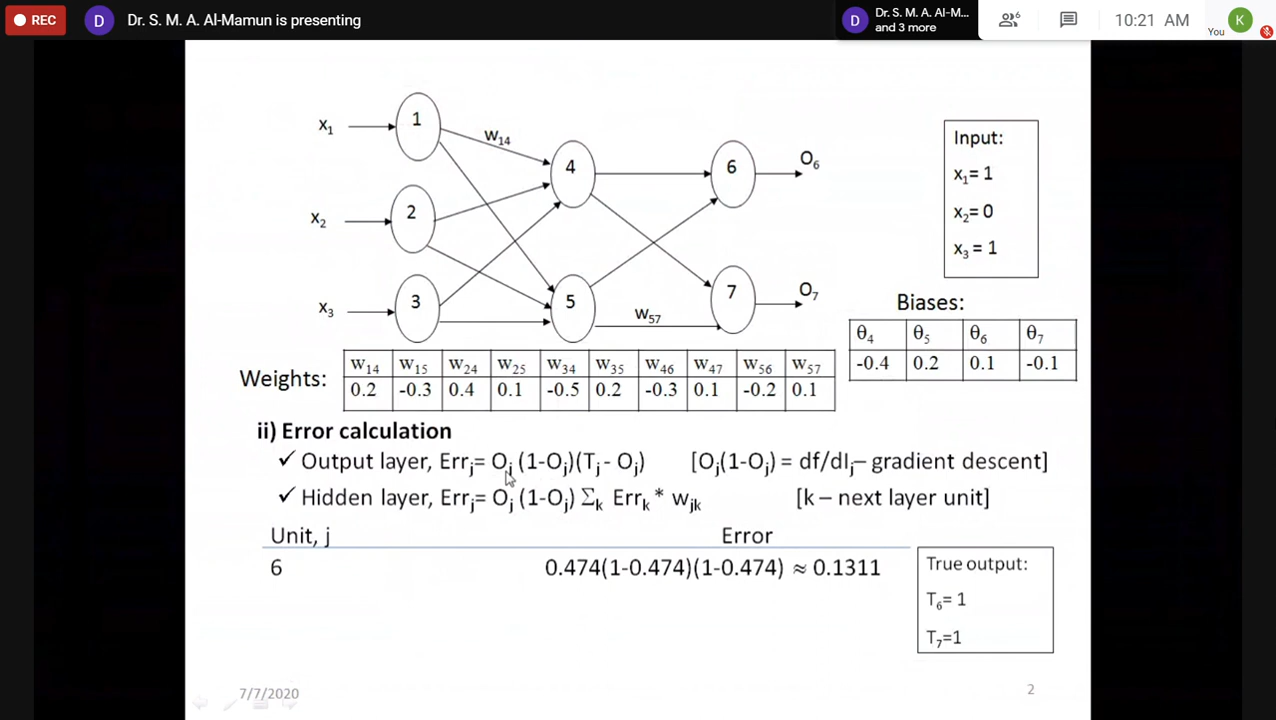 REC
D
Dr. S. M. A. Al-Mamun is presenting
D
Dr. S. M. A. Al-M...
and 3 more
6
10:21 AM
You
K
x₁
1
w₁₄
4
6
O₆
x₂
2
x₃
3
5
w₅₇
7
O₇
Input:
x₁= 1
x₂= 0
x₃ = 1
Biases:
θ₄ θ₅ θ₆ θ₇
-0.4 0.2 0.1 -0.1
Weights:
w₁₄ w₁₅ w₂₄ w₂₅ w₃₄ w₃₅ w₄₆ w₄₇ w₅₆ w₅₇
0.2 -0.3 0.4 0.1 -0.5 0.2 -0.3 0.1 -0.2 0.1
ii) Error calculation
✓ Output layer, Errⱼ= Oⱼ (1-Oⱼ)(Tⱼ - Oⱼ) [Oⱼ(1-Oⱼ) = df/dIⱼ– gradient descent]
✓ Hidden layer, Errⱼ= Oⱼ (1-Oⱼ) Σₖ Errₖ * wⱼₖ [k – next layer unit]
Unit, j Error
6 0.474(1-0.474)(1-0.474) ≈ 0.1311
True output:
T₆= 1
T₇=1
7/7/2020
2